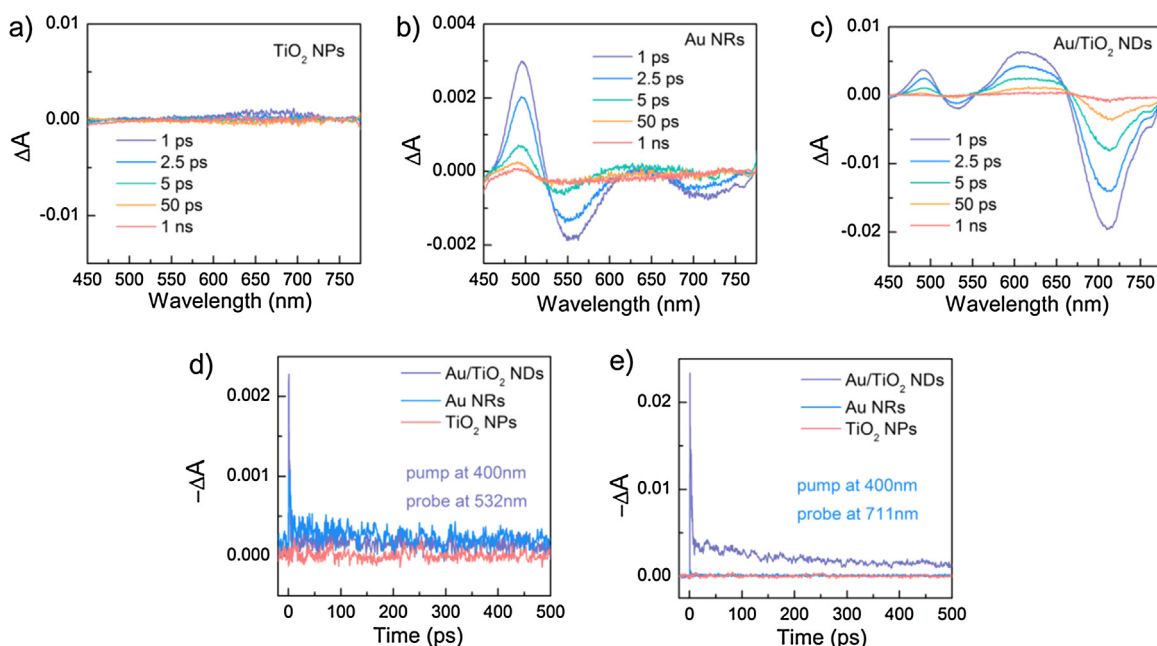 a)
0.01
0.00
-0.01
ΔA
TiO2 NPs
1 ps
2.5 ps
5 ps
50 ps
1 ns
450 500 550 600 650 700 750
Wavelength (nm)
b)
0.004
0.002
0.000
-0.002
ΔA
Au NRs
1 ps
2.5 ps
5 ps
50 ps
1 ns
450 500 550 600 650 700 750
Wavelength (nm)
c)
0.01
0.00
-0.01
-0.02
ΔA
Au/TiO2 NDs
1 ps
2.5 ps
5 ps
50 ps
1 ns
450 500 550 600 650 700 750
Wavelength (nm)
d)
0.002
0.001
0.000
−ΔA
Au/TiO2 NDs
Au NRs
TiO2 NPs
pump at 400nm
probe at 532nm
0 100 200 300 400 500
Time (ps)
e)
0.02
0.01
0.00
−ΔA
Au/TiO2 NDs
Au NRs
TiO2 NPs
pump at 400nm
probe at 711nm
0 100 200 300 400 500
Time (ps)